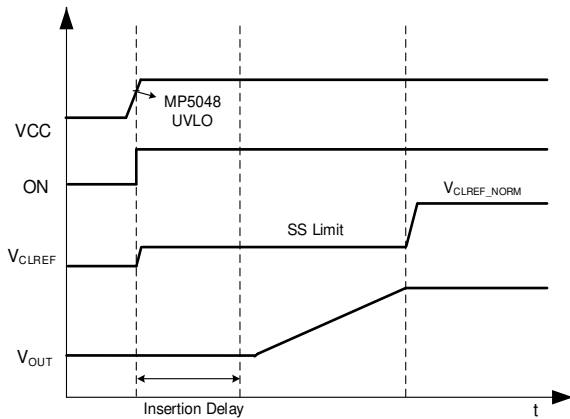 MP5048
UVLO
VCC
ON
VCLREF_NORM
SS Limit
VCLREF
VOUT
Insertion Delay
t